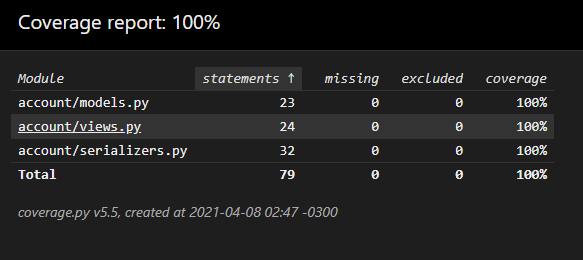 Coverage report: 100%
Module statements ↑ missing excluded coverage
account/models.py 23 0 0 100%
account/views.py 24 0 0 100%
account/serializers.py 32 0 0 100%
Total 79 0 0 100%
coverage.py v5.5, created at 2021-04-08 02:47 -0300